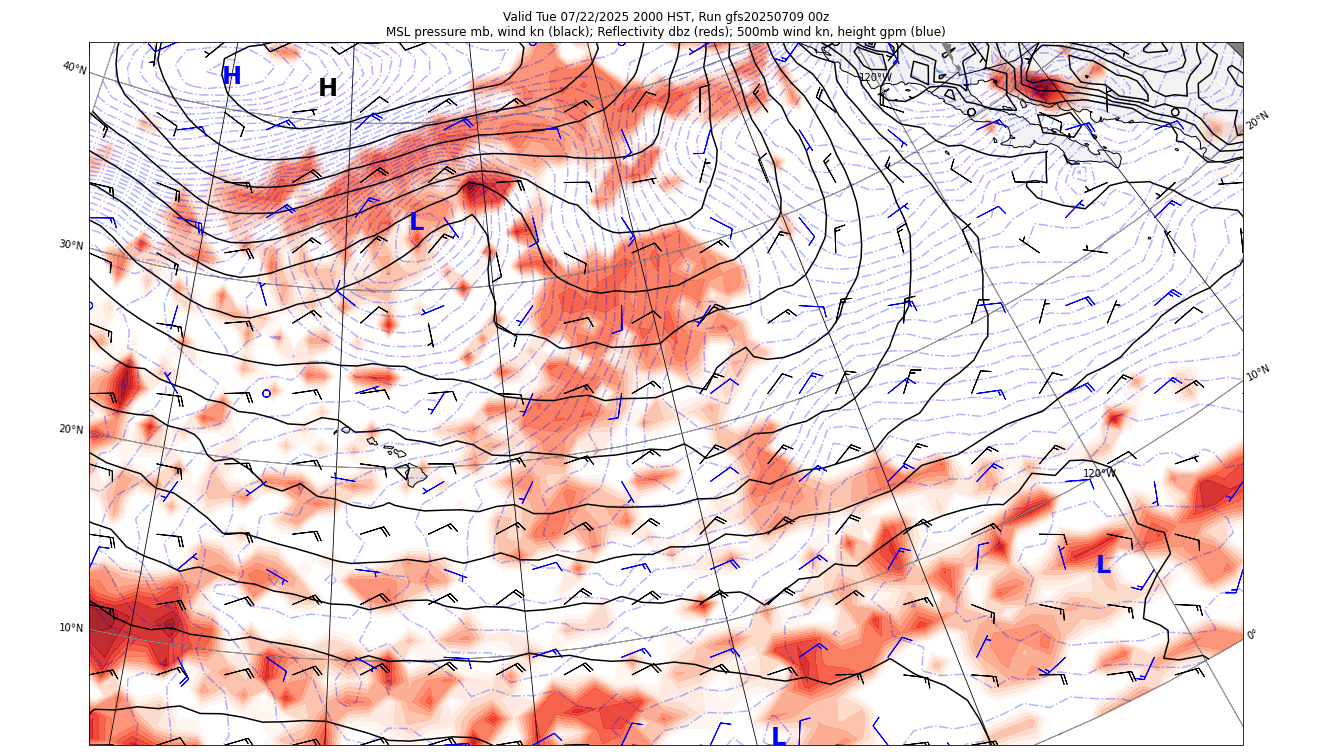 Valid Tue 07/22/2025 2000 HST, Run gfs20250709 00z
MSL pressure mb, wind kn (black); Reflectivity dbz (reds); 500mb wind kn, height gpm (blue)
40°N
H
H
120°W
20°N
L
30°N
10°N
20°N
120°W
L
10°N
0°
L